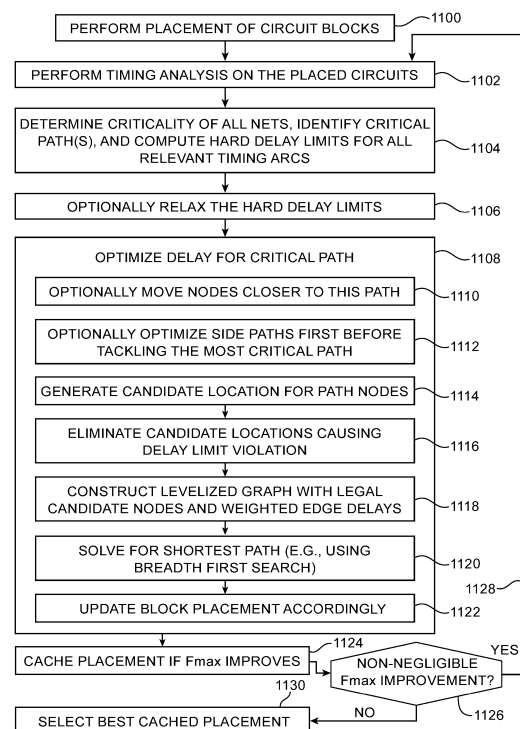 PERFORM PLACEMENT OF CIRCUIT BLOCKS
1100
PERFORM TIMING ANALYSIS ON THE PLACED CIRCUITS
1102
DETERMINE CRITICALITY OF ALL NETS, IDENTIFY CRITICAL
PATH(S), AND COMPUTE HARD DELAY LIMITS FOR ALL
RELEVANT TIMING ARCS
1104
OPTIONALLY RELAX THE HARD DELAY LIMITS
1106
OPTIMIZE DELAY FOR CRITICAL PATH
1108
OPTIONALLY MOVE NODES CLOSER TO THIS PATH
1110
OPTIONALLY OPTIMIZE SIDE PATHS FIRST BEFORE
TACKLING THE MOST CRITICAL PATH
1112
GENERATE CANDIDATE LOCATION FOR PATH NODES
1114
ELIMINATE CANDIDATE LOCATIONS CAUSING
DELAY LIMIT VIOLATION
1116
CONSTRUCT LEVELIZED GRAPH WITH LEGAL
CANDIDATE NODES AND WEIGHTED EDGE DELAYS
1118
SOLVE FOR SHORTEST PATH (E.G., USING
BREADTH FIRST SEARCH)
1120
UPDATE BLOCK PLACEMENT ACCORDINGLY
1122
1128
CACHE PLACEMENT IF Fmax IMPROVES
1124
NON-NEGLIGIBLE
Fmax IMPROVEMENT?
1126
YES
NO
1130
SELECT BEST CACHED PLACEMENT